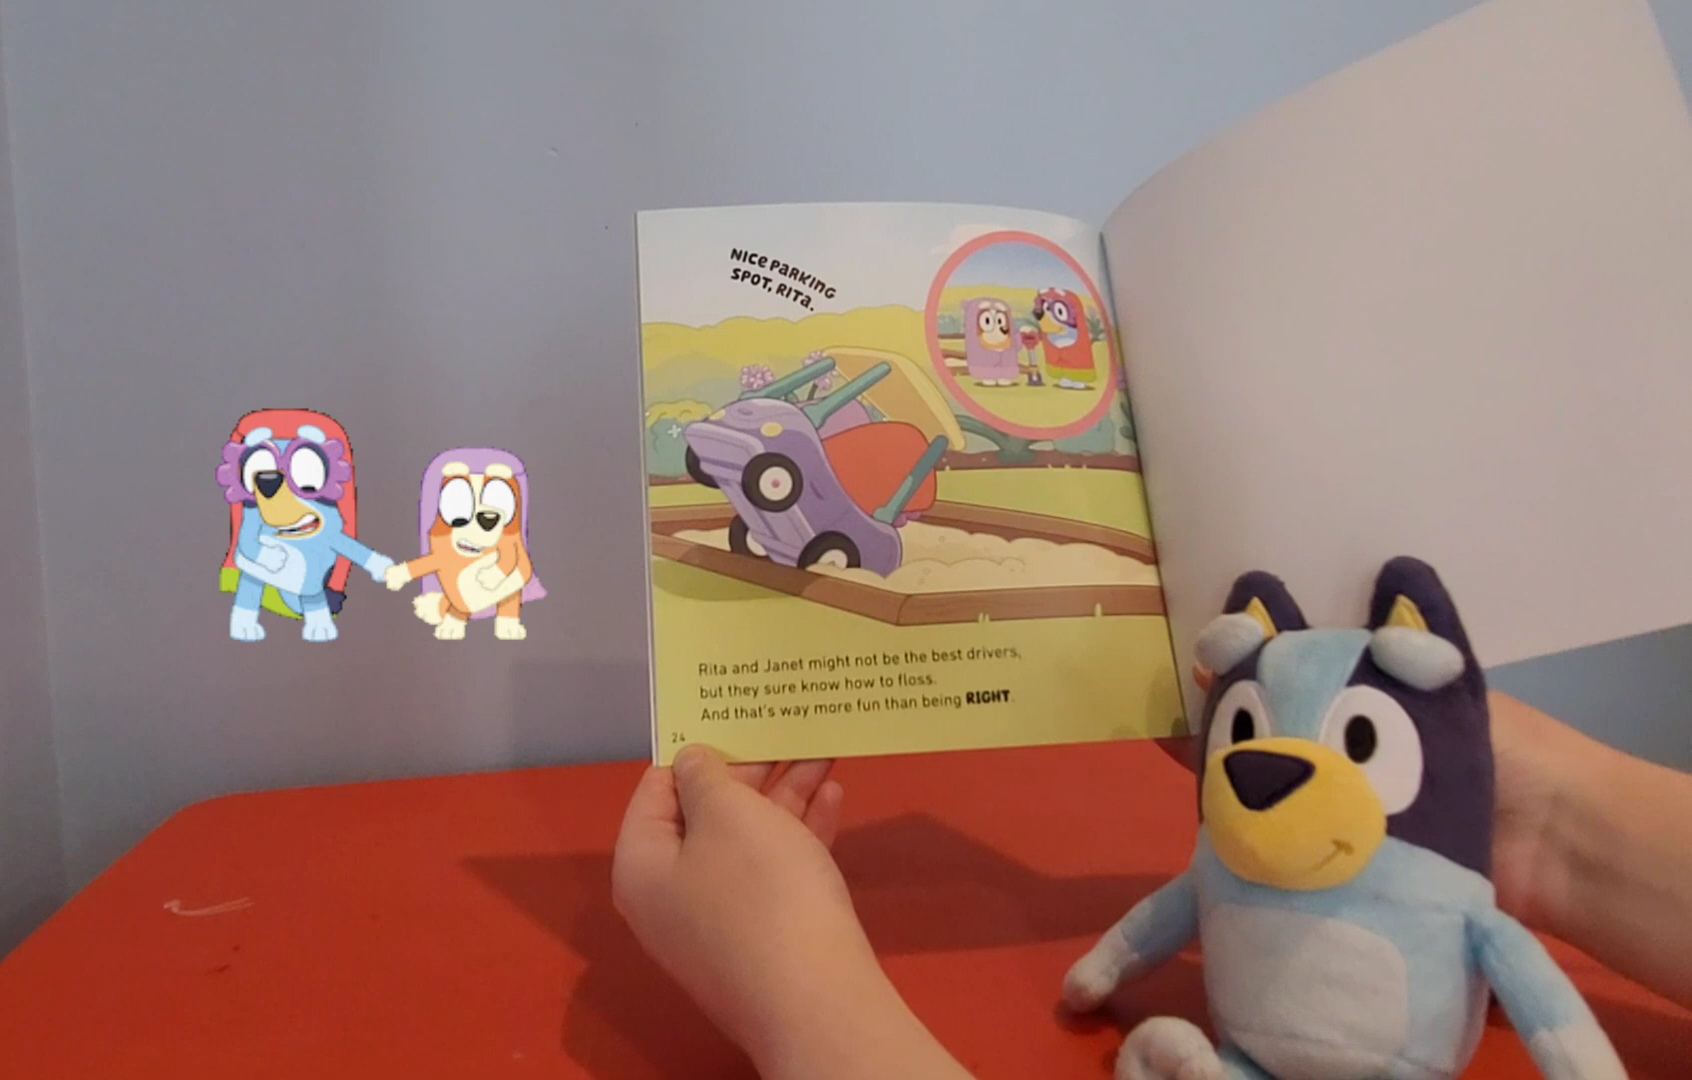 NICE PARKING
SPOT, RITA.
Rita and Janet might not be the best drivers,
but they sure know how to floss.
And that's way more fun than being RIGHT.
24